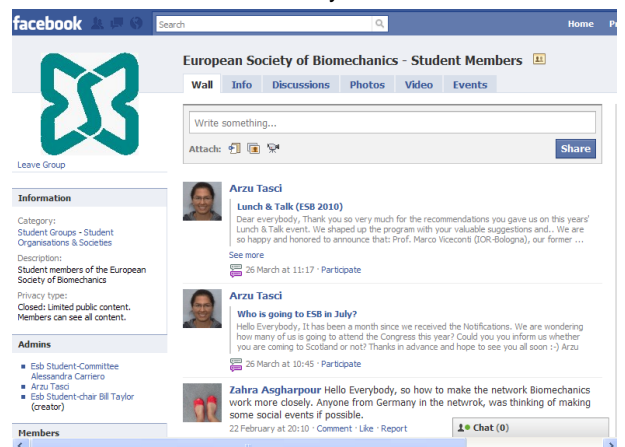 facebook
Search
Home
European Society of Biomechanics - Student Members
Wall Info Discussions Photos Video Events
Write something...
Attach:
Share
Leave Group
Information
Category:
Student Groups - Student
Organisations & Societies
Description:
Student members of the European
Society of Biomechanics
Privacy type:
Closed: Limited public content.
Members can see all content.
Admins
Esb Student-Committee
Alessandra Carriero
Arzu Tasci
Esb Student-chair Bill Taylor
(creator)
Members
Arzu Tasci
Lunch & Talk (ESB 2010)
Dear everybody, Thank you so very much for the recommendations you gave us on this years'
Lunch & Talk event. We shaped up the program with your valuable suggestions and.. We are
so happy and honored to announce that: Prof. Marco Viceconti (IOR-Bologna), our former ...
See more
26 March at 11:17 · Participate
Arzu Tasci
Who is going to ESB in July?
Hello Everybody, It has been a month since we received the Notifications. We are wondering
how many of us is going to attend the Congress this year? Could you you inform us whether
you are coming to Scotland or not? Thanks in advance and hope to see you all soon :-) Arzu
26 March at 10:45 · Participate
Zahra Asgharpour Hello Everybody, so how to make the network Biomechanics
work more closely. Anyone from Germany in the netwrok, was thinking of making
some social events if possible.
22 February at 20:10 · Comment · Like · Report
Chat (0)